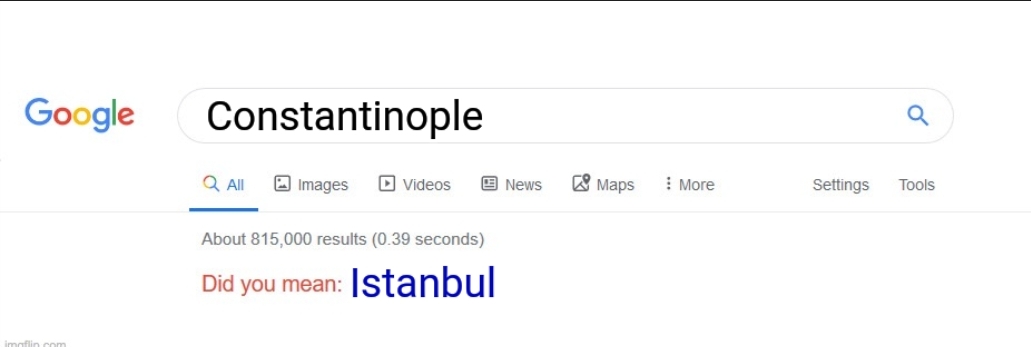 Google Constantinople
All Images Videos News Maps More Settings Tools
About 815,000 results (0.39 seconds)
Did you mean: Istanbul
imgflip.com